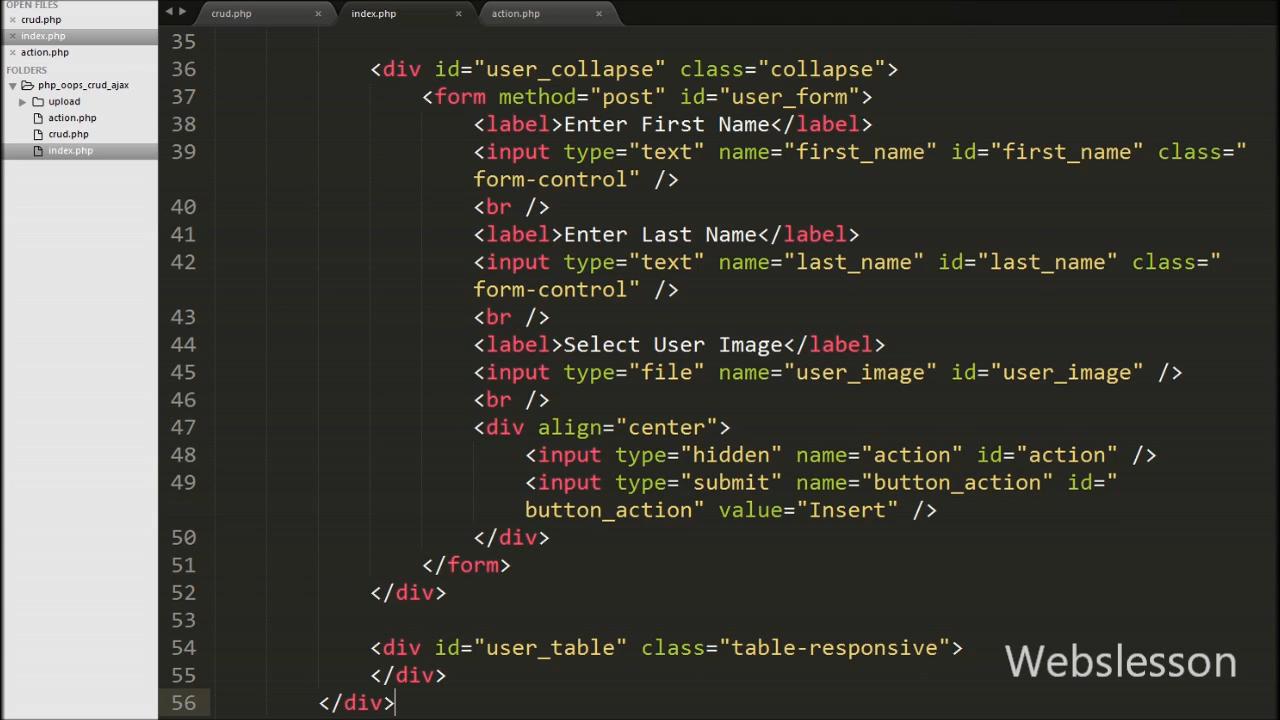 OPEN FILES
crud.php
index.php
action.php
FOLDERS
php_oops_crud_ajax
upload
action.php
crud.php
index.php
crud.php index.php action.php
35
36 <div id="user_collapse" class="collapse">
37 <form method="post" id="user_form">
38 <label>Enter First Name</label>
39 <input type="text" name="first_name" id="first_name" class="
form-control" />
40 <br />
41 <label>Enter Last Name</label>
42 <input type="text" name="last_name" id="last_name" class="
form-control" />
43 <br />
44 <label>Select User Image</label>
45 <input type="file" name="user_image" id="user_image" />
46 <br />
47 <div align="center">
48 <input type="hidden" name="action" id="action" />
49 <input type="submit" name="button_action" id="
button_action" value="Insert" />
50 </div>
51 </form>
52 </div>
53
54 <div id="user_table" class="table-responsive">
55 </div>
56 </div>
Webslesson